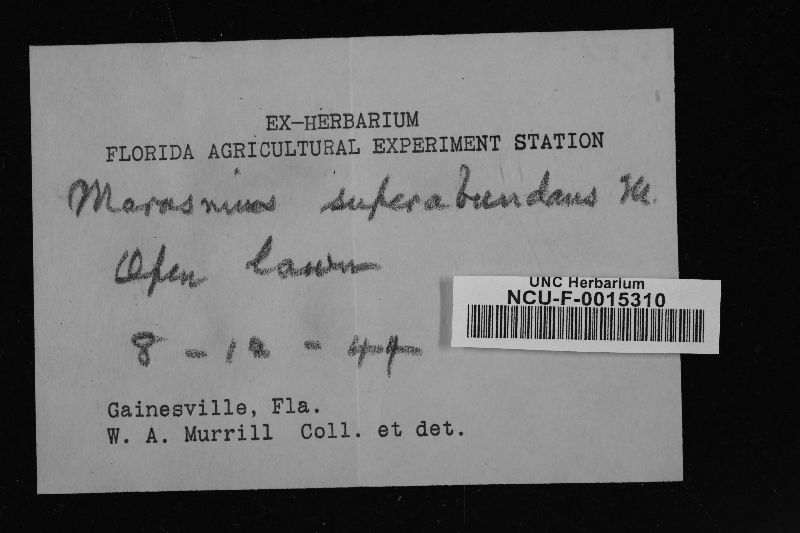 EX-HERBARIUM
FLORIDA AGRICULTURAL EXPERIMENT STATION
Marasmius superabundans M.
Open lawn
8 - 12 - 44
UNC Herbarium
NCU-F-0015310
Gainesville, Fla.
W. A. Murrill Coll. et det.